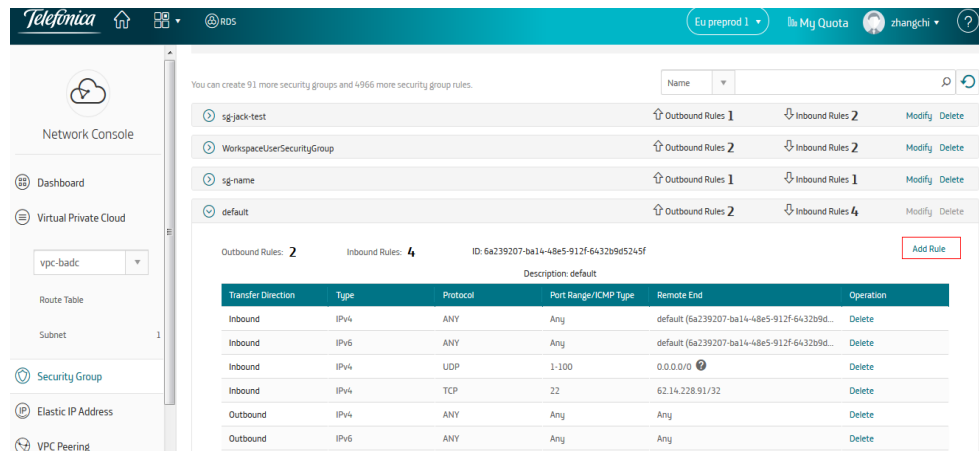 Telefónica RDS Eu preprod 1 My Quota zhangchi ?
You can create 91 more security groups and 4966 more security group rules. Name
Network Console
Dashboard
Virtual Private Cloud
vpc-badc
Route Table
Subnet 1
Security Group
IP Elastic IP Address
VPC Peering
sg-jack-test Outbound Rules 1 Inbound Rules 2 Modify Delete
WorkspaceUserSecurityGroup Outbound Rules 2 Inbound Rules 2 Modify Delete
sg-name Outbound Rules 1 Inbound Rules 1 Modify Delete
default Outbound Rules 2 Inbound Rules 4 Modify Delete
Outbound Rules: 2 Inbound Rules: 4 ID: 6a239207-ba14-48e5-912f-6432b9d5245f Add Rule
Description: default
Transfer Direction Type Protocol Port Range/ICMP Type Remote End Operation
Inbound IPv4 ANY Any default (6a239207-ba14-48e5-912f-6432b9d... Delete
Inbound IPv6 ANY Any default (6a239207-ba14-48e5-912f-6432b9d... Delete
Inbound IPv4 UDP 1-100 0.0.0.0/0 ? Delete
Inbound IPv4 TCP 22 62.14.228.91/32 Delete
Outbound IPv4 ANY Any Any Delete
Outbound IPv6 ANY Any Any Delete